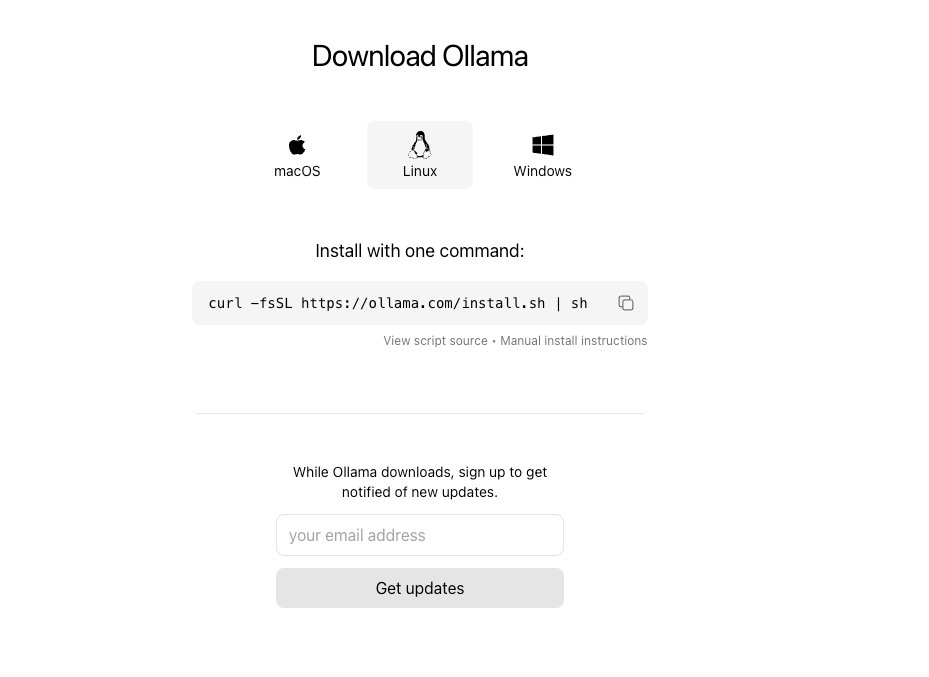 Download Ollama
macOS
Linux
Windows
Install with one command:
curl -fsSL https://ollama.com/install.sh | sh
View script source • Manual install instructions
While Ollama downloads, sign up to get
notified of new updates.
your email address
Get updates